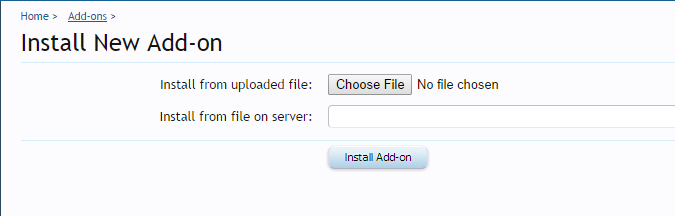 Home > Add-ons >
Install New Add-on
Install from uploaded file: Choose File No file chosen
Install from file on server:
Install Add-on